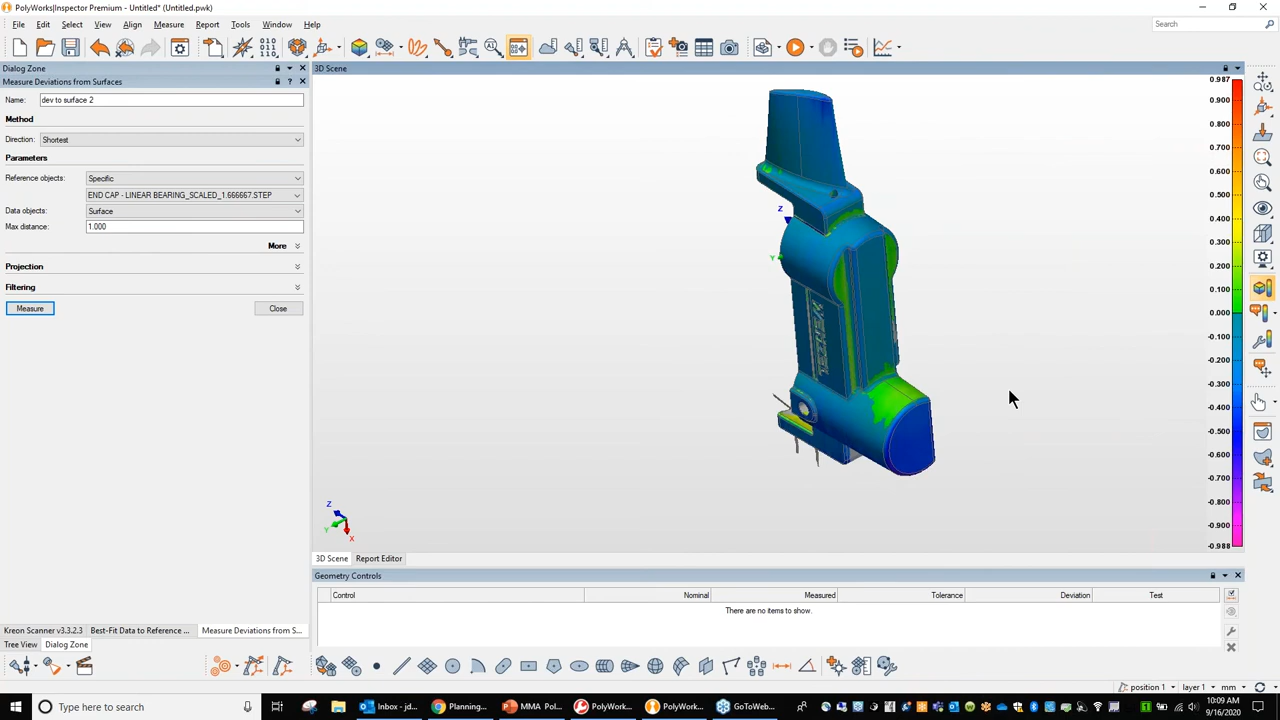 PolyWorks|Inspector Premium - Untitled* (Untitled.pwk)
File Edit Select View Align Measure Report Tools Window Help
Search
Dialog Zone
3D Scene
Measure Deviations from Surfaces
Name: dev to surface 2
Method
Direction: Shortest
Parameters
Reference objects: Specific
END CAP - LINEAR BEARING_SCALED_1.666667.STEP
Data objects: Surface
Max distance: 1.000
More
Projection
Filtering
Measure Close
Z
Y
Z
Y
X
0.987
0.900
0.800
0.700
0.600
0.500
0.400
0.300
0.200
0.100
0.000
-0.100
-0.200
-0.300
-0.400
-0.500
-0.600
-0.700
-0.800
-0.900
-0.988
3D Scene Report Editor
Geometry Controls
Control Nominal Measured Tolerance Deviation Test
There are no items to show.
Kreon Scanner v3.3.2.3 Best-Fit Data to Reference ... Measure Deviations from S...
Tree View Dialog Zone
position 1 layer 1 mm
Type here to search
Inbox - jd... Planning... MMA Pol... PolyWork... PolyWork... GoToWeb...
10:09 AM
9/16/2020